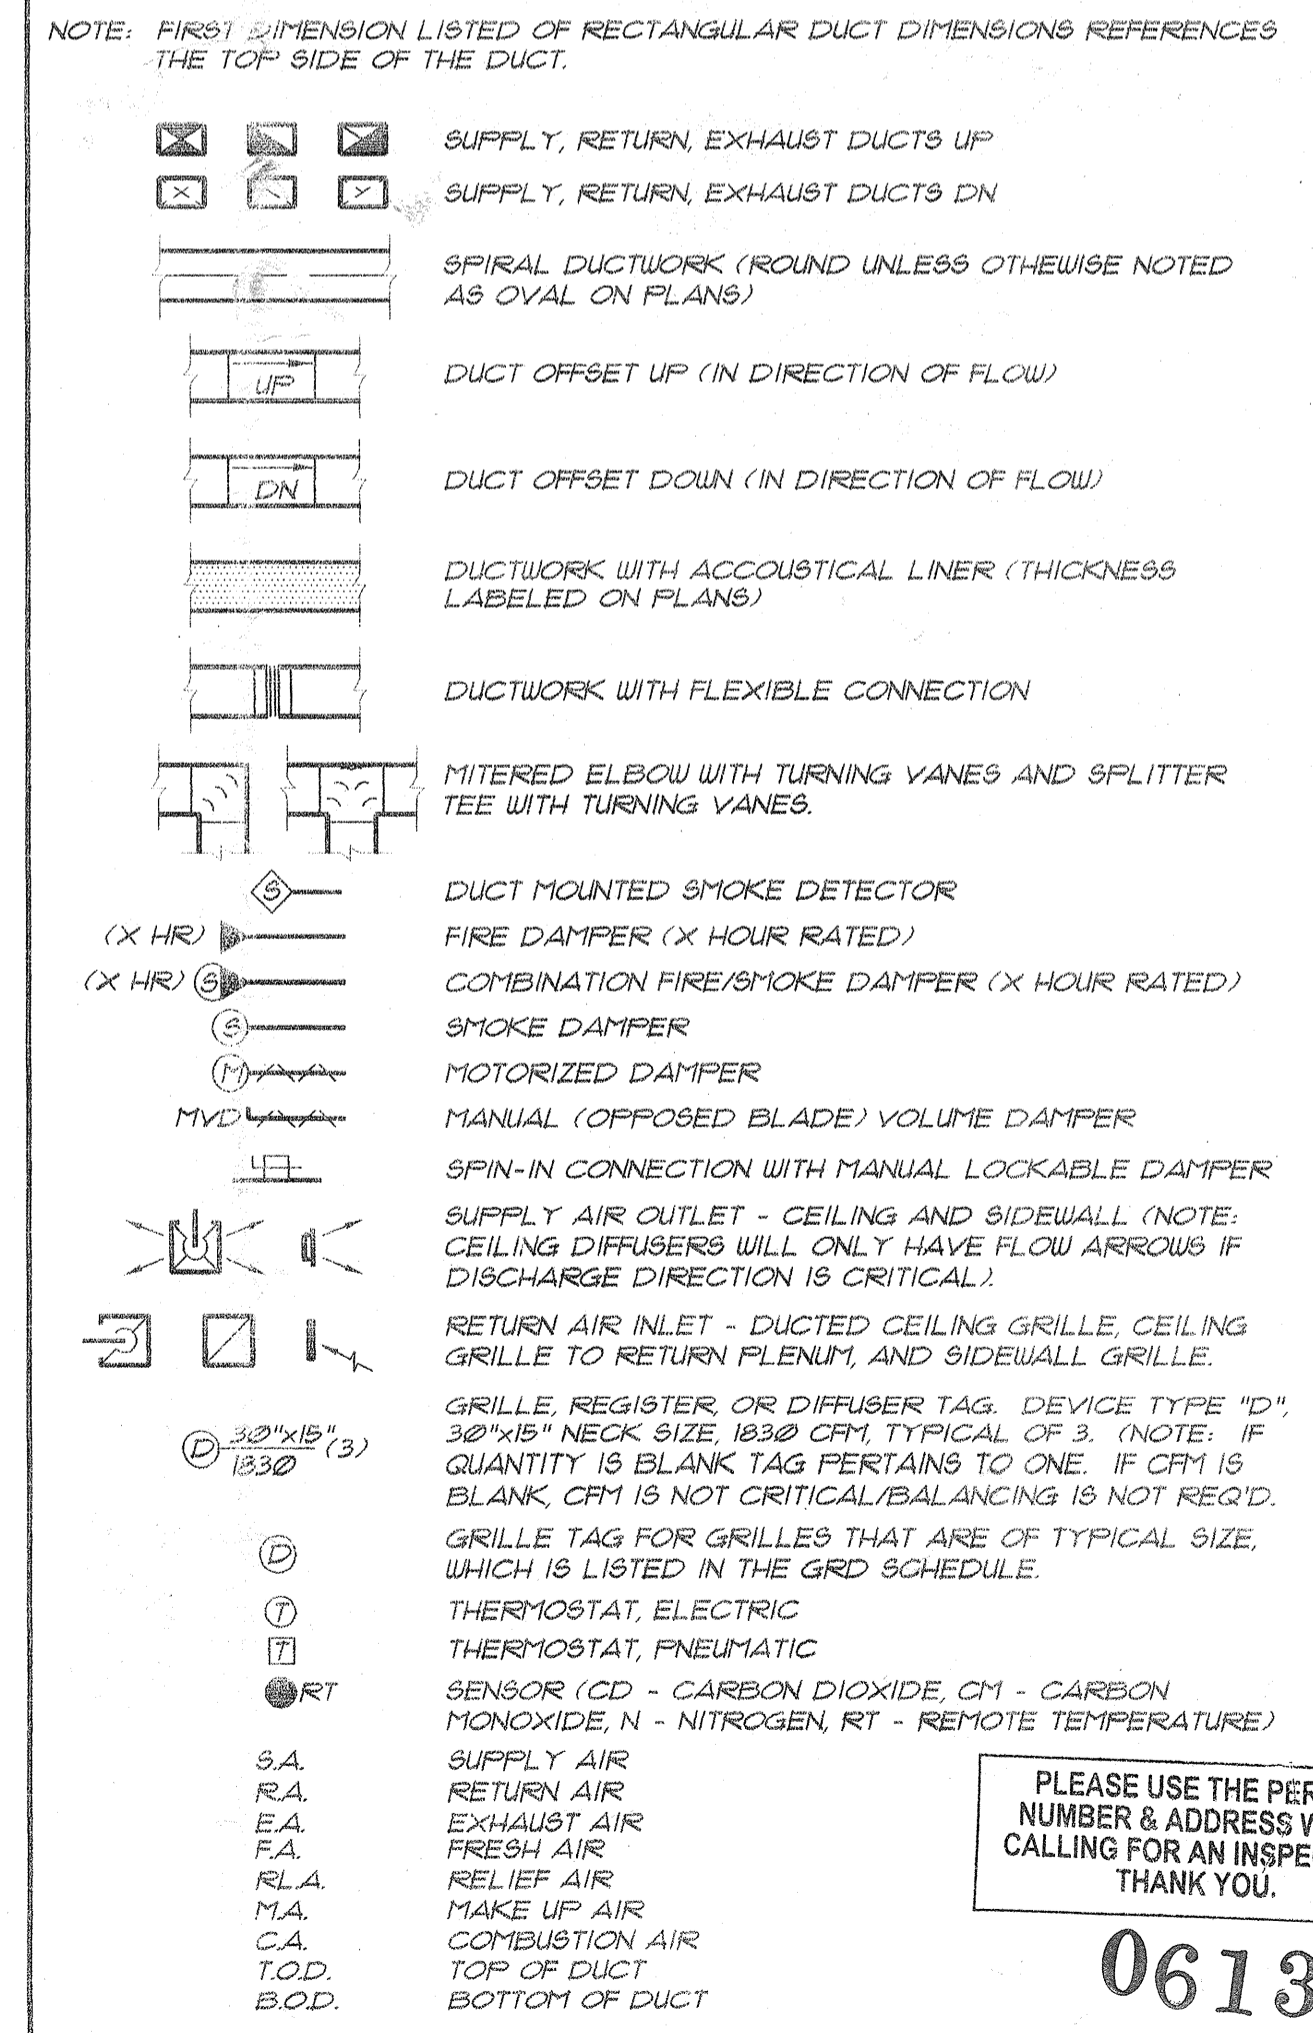 NOTE: FIRST DIMENSION LISTED OF RECTANGULAR DUCT DIMENSIONS REFERENCES
THE TOP SIDE OF THE DUCT.
SUPPLY, RETURN, EXHAUST DUCTS UP
SUPPLY, RETURN, EXHAUST DUCTS DN
SPIRAL DUCTWORK (ROUND UNLESS OTHEWISE NOTED
AS OVAL ON PLANS)
UP
DUCT OFFSET UP (IN DIRECTION OF FLOW)
DN
DUCT OFFSET DOWN (IN DIRECTION OF FLOW)
DUCTWORK WITH ACCOUSTICAL LINER (THICKNESS
LABELED ON PLANS)
DUCTWORK WITH FLEXIBLE CONNECTION
MITERED ELBOW WITH TURNING VANES AND SPLITTER
TEE WITH TURNING VANES.
S DUCT MOUNTED SMOKE DETECTOR
(X HR) FIRE DAMPER (X HOUR RATED)
(X HR) S COMBINATION FIRE/SMOKE DAMPER (X HOUR RATED)
S SMOKE DAMPER
M MOTORIZED DAMPER
MVD MANUAL (OPPOSED BLADE) VOLUME DAMPER
SPIN-IN CONNECTION WITH MANUAL LOCKABLE DAMPER
SUPPLY AIR OUTLET - CEILING AND SIDEWALL (NOTE:
CEILING DIFFUSERS WILL ONLY HAVE FLOW ARROWS IF
DISCHARGE DIRECTION IS CRITICAL).
RETURN AIR INLET - DUCTED CEILING GRILLE, CEILING
GRILLE TO RETURN PLENUM, AND SIDEWALL GRILLE.
D 30"x15" (3)
1830
GRILLE, REGISTER, OR DIFFUSER TAG. DEVICE TYPE "D",
30"x15" NECK SIZE, 1830 CFM, TYPICAL OF 3. (NOTE: IF
QUANTITY IS BLANK TAG PERTAINS TO ONE. IF CFM IS
BLANK, CFM IS NOT CRITICAL/BALANCING IS NOT REQ'D.
D GRILLE TAG FOR GRILLES THAT ARE OF TYPICAL SIZE,
WHICH IS LISTED IN THE GRD SCHEDULE.
T THERMOSTAT, ELECTRIC
T THERMOSTAT, PNEUMATIC
RT SENSOR (CD - CARBON DIOXIDE, CM - CARBON
MONOXIDE, N - NITROGEN, RT - REMOTE TEMPERATURE)
S.A. SUPPLY AIR
R.A. RETURN AIR
E.A. EXHAUST AIR
F.A. FRESH AIR
RL.A. RELIEF AIR
M.A. MAKE UP AIR
C.A. COMBUSTION AIR
T.O.D. TOP OF DUCT
B.O.D. BOTTOM OF DUCT
PLEASE USE THE PER
NUMBER & ADDRESS W
CALLING FOR AN INSPE
THANK YOU.
0613